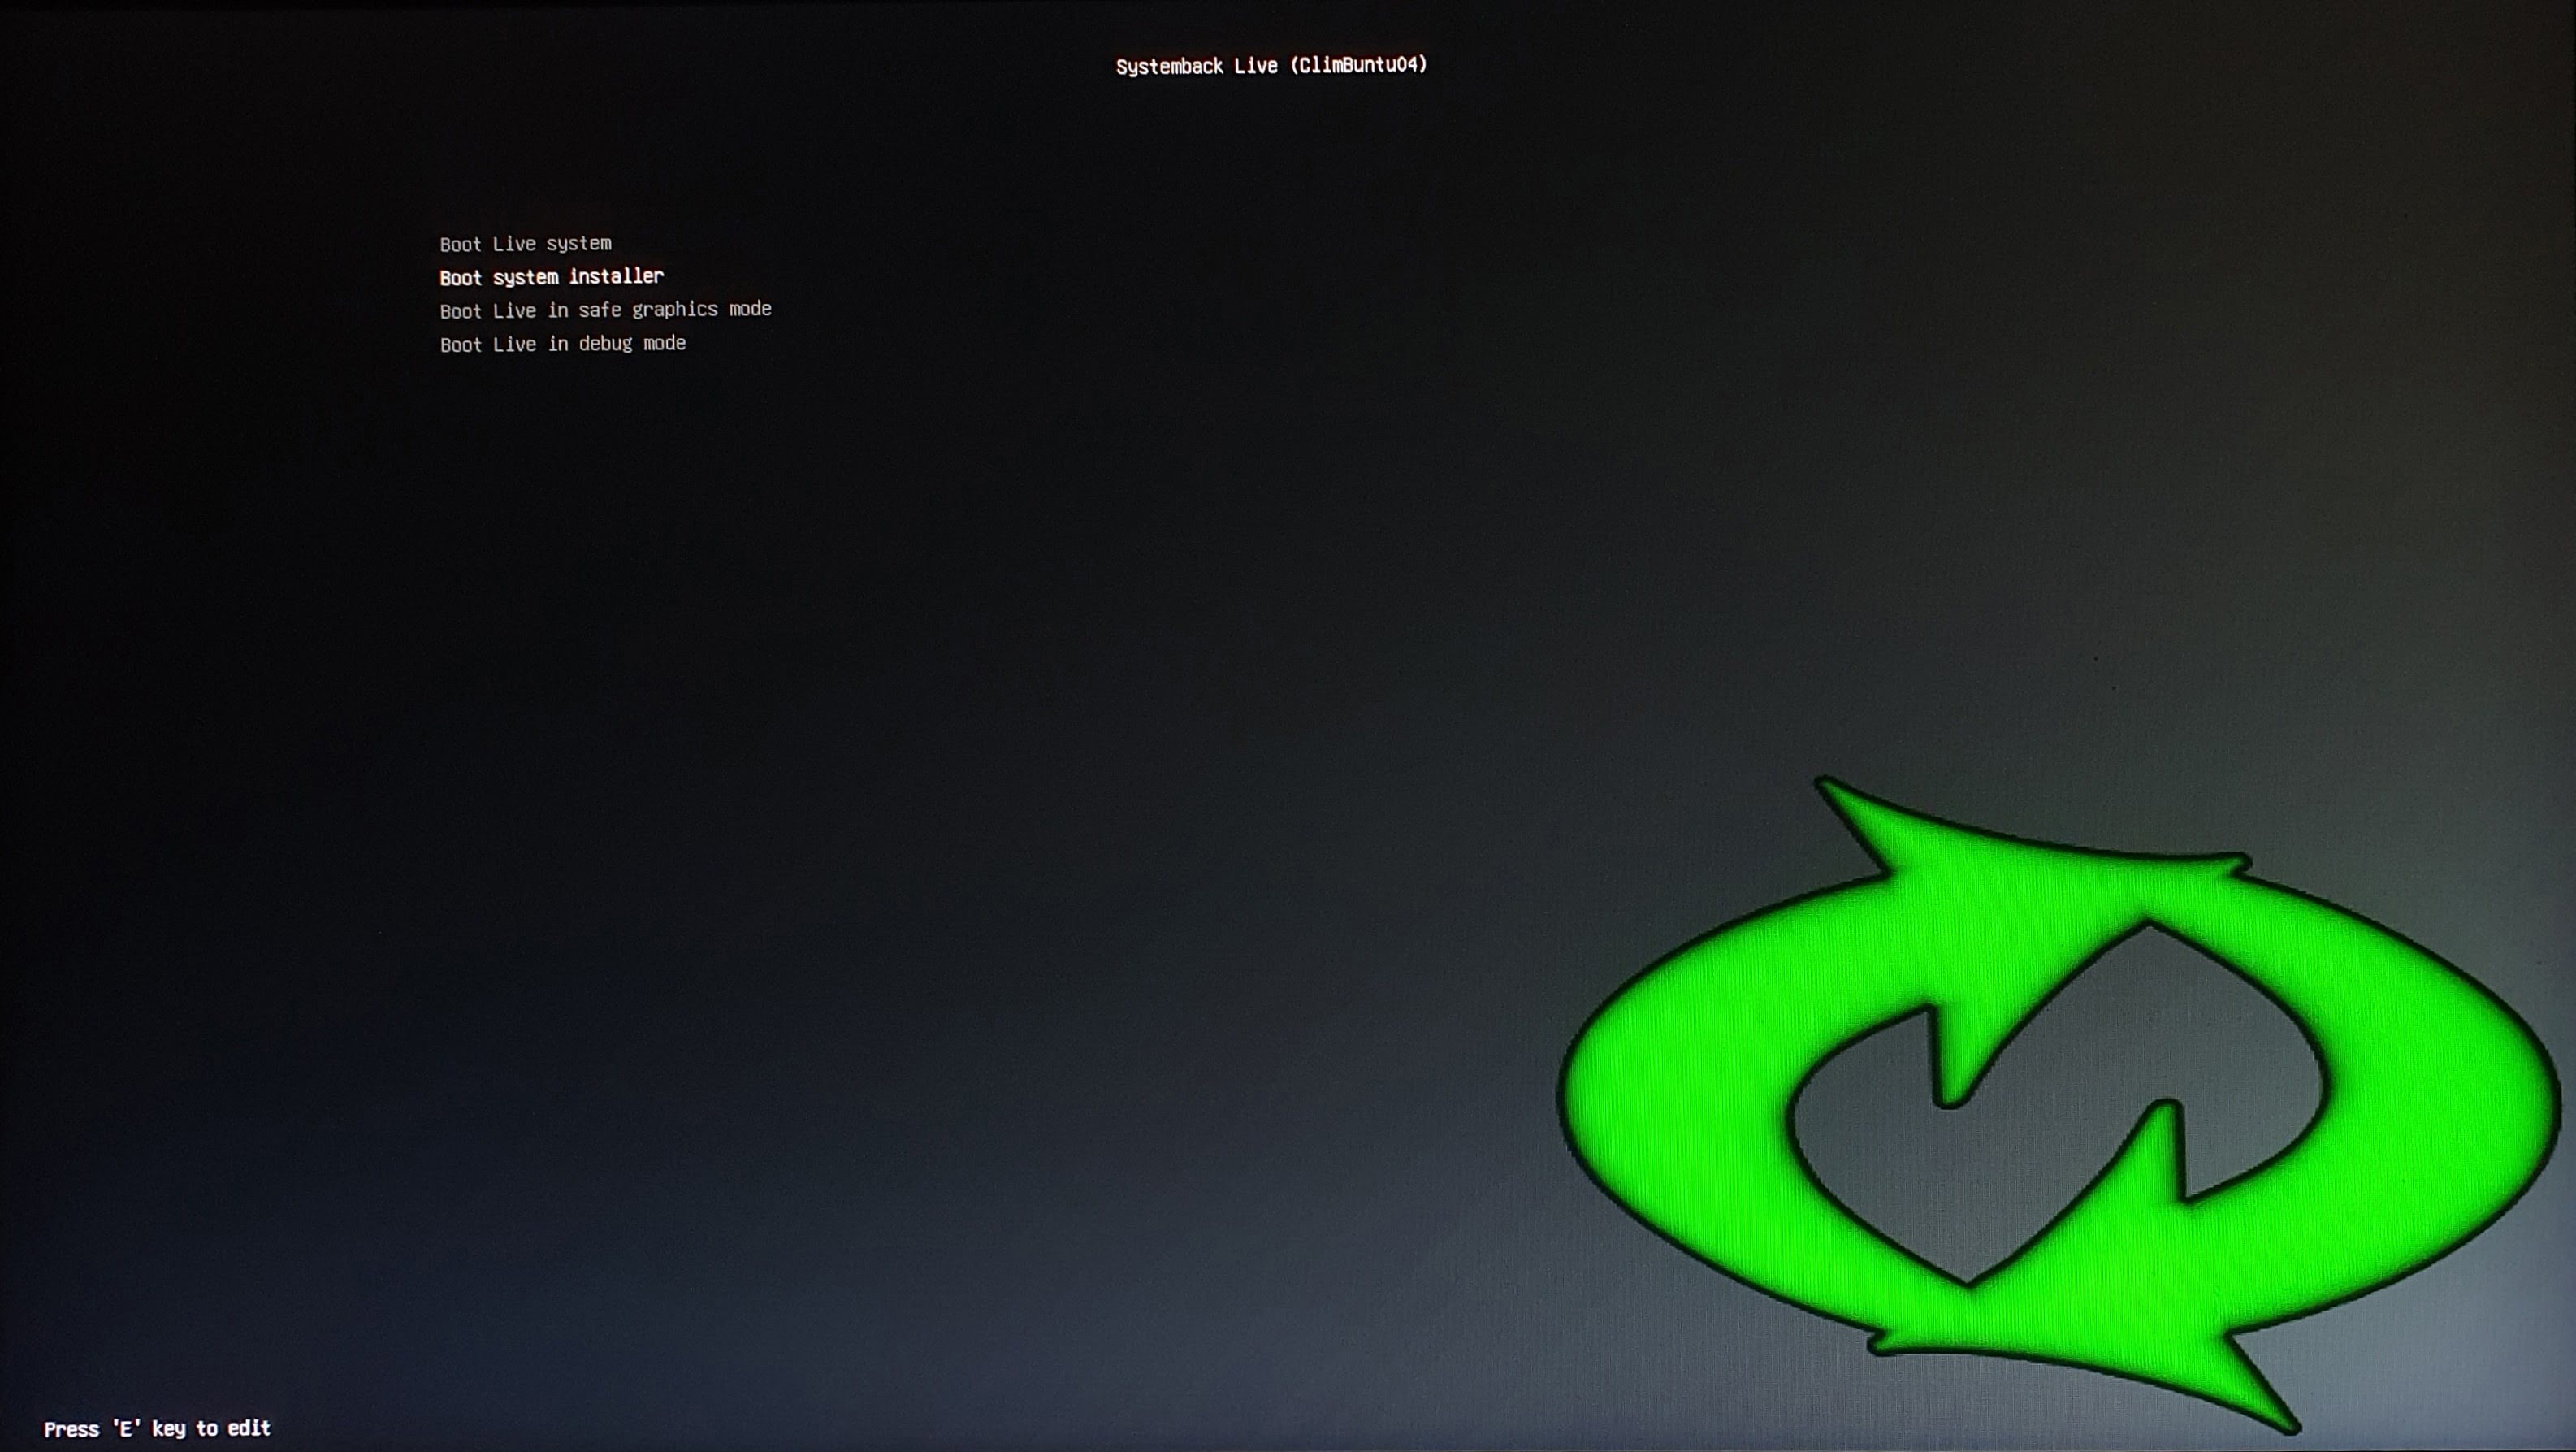 Systemback Live (ClimBuntu04)
Boot Live system
Boot system installer
Boot Live in safe graphics mode
Boot Live in debug mode
Press 'E' key to edit